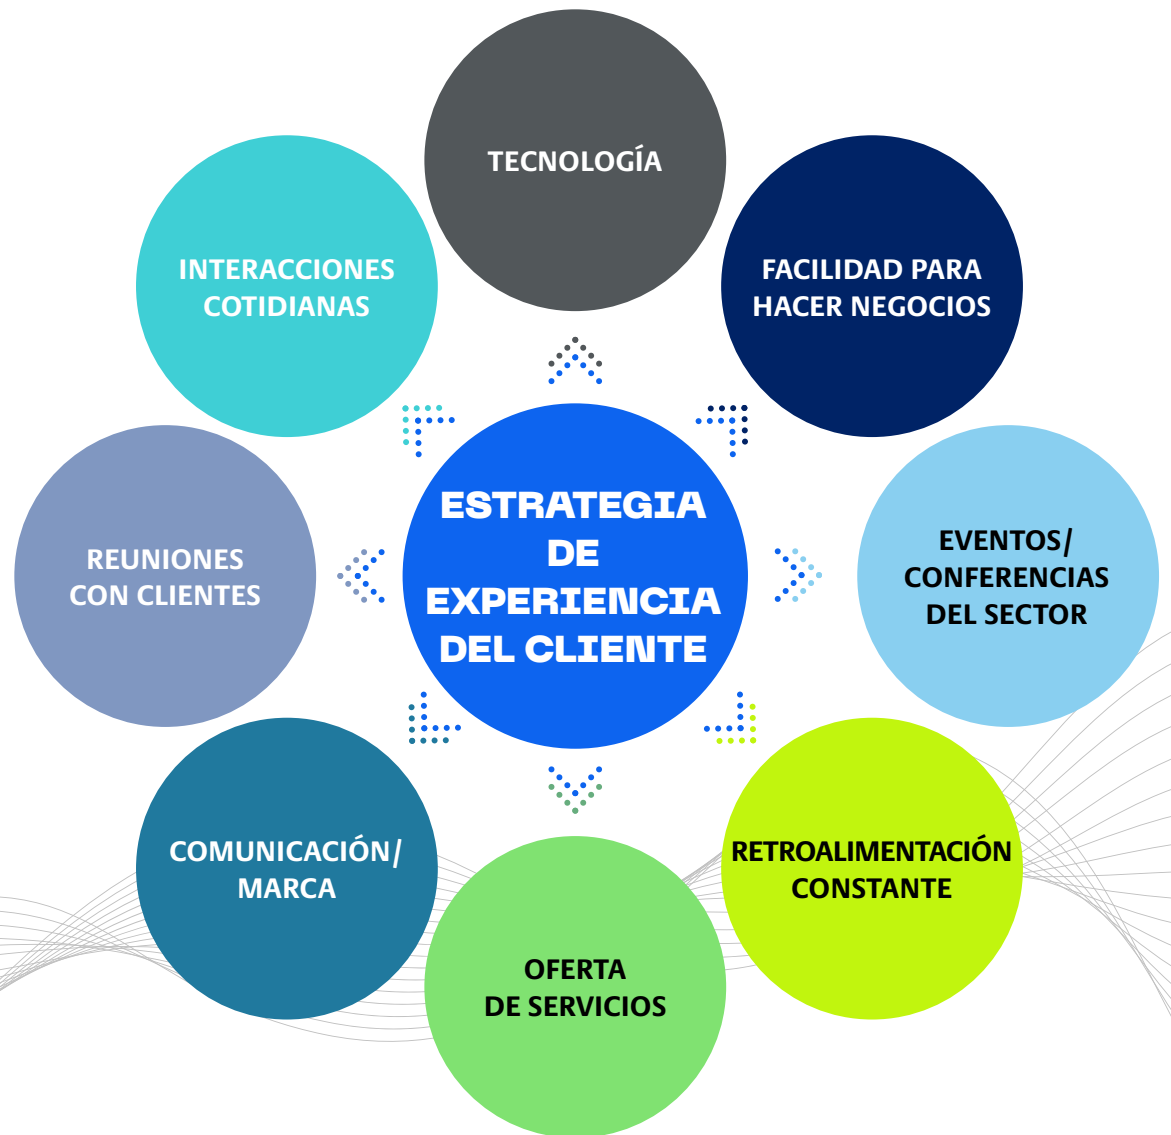 TECNOLOGÍA
INTERACCIONES
COTIDIANAS
FACILIDAD PARA
HACER NEGOCIOS
ESTRATEGIA
DE
EXPERIENCIA
DEL CLIENTE
REUNIONES
CON CLIENTES
EVENTOS/
CONFERENCIAS
DEL SECTOR
COMUNICACIÓN/
MARCA
RETROALIMENTACIÓN
CONSTANTE
OFERTA
DE SERVICIOS